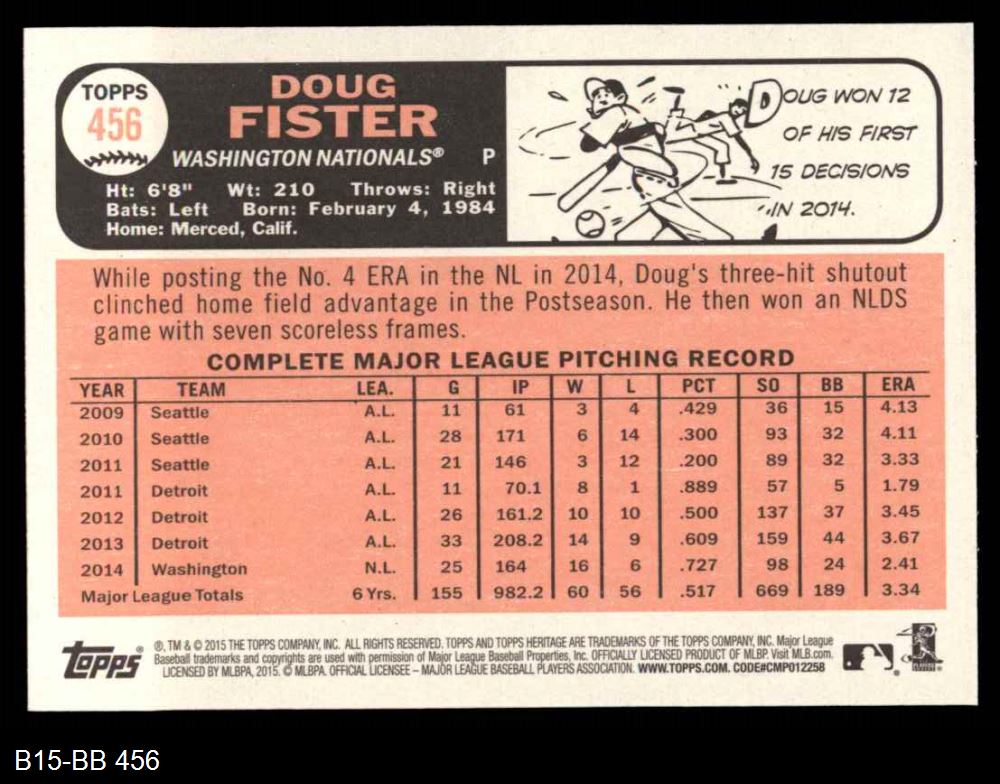 TOPPS
456
DOUG
FISTER
WASHINGTON NATIONALS® P
Ht: 6'8" Wt: 210 Throws: Right
Bats: Left Born: February 4, 1984
Home: Merced, Calif.
DOUG WON 12
OF HIS FIRST
15 DECISIONS
IN 2014.
While posting the No. 4 ERA in the NL in 2014, Doug's three-hit shutout
clinched home field advantage in the Postseason. He then won an NLDS
game with seven scoreless frames.
COMPLETE MAJOR LEAGUE PITCHING RECORD
YEAR TEAM LEA. G IP W L PCT SO BB ERA
2009 Seattle A.L. 11 61 3 4 .429 36 15 4.13
2010 Seattle A.L. 28 171 6 14 .300 93 32 4.11
2011 Seattle A.L. 21 146 3 12 .200 89 32 3.33
2011 Detroit A.L. 11 70.1 8 1 .889 57 5 1.79
2012 Detroit A.L. 26 161.2 10 10 .500 137 37 3.45
2013 Detroit A.L. 33 208.2 14 9 .609 159 44 3.67
2014 Washington N.L. 25 164 16 6 .727 98 24 2.41
Major League Totals 6 Yrs. 155 982.2 60 56 .517 669 189 3.34
topps®
®, TM & © 2015 THE TOPPS COMPANY, INC. ALL RIGHTS RESERVED. TOPPS AND TOPPS HERITAGE ARE TRADEMARKS OF THE TOPPS COMPANY, INC. Major League
Baseball trademarks and copyrights are used with permission of Major League Baseball Properties, Inc. OFFICIALLY LICENSED PRODUCT OF MLBP. Visit MLB.com.
LICENSED BY MLBPA, 2015. © MLBPA. OFFICIAL LICENSEE – MAJOR LEAGUE BASEBALL PLAYERS ASSOCIATION. WWW.TOPPS.COM. CODE#CMP012258
B15-BB 456